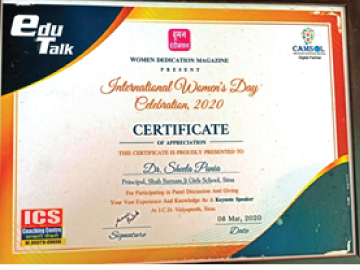 edu
Talk
वूमन
डेडीकेशन
CAMSOL
Digital Partner
WOMEN DEDICATION MAGAZINE
PRESENT
International Women's Day
Celebration, 2020
CERTIFICATE
OF APPRECIATION
THIS CERTIFICATE IS PROUDLY PRESENTED TO
Dr. Sheela Punia
Principal, Shah Satnam Ji Girls School, Sirsa
For Participating in Panel Discussion And Giving
Your Vast Experience And Knowledge As A Keynote Speaker
At J.C.D. Vidyapeeth, Sirsa
ICS
Coaching Centre
08 Mar, 2020
Signature
Date